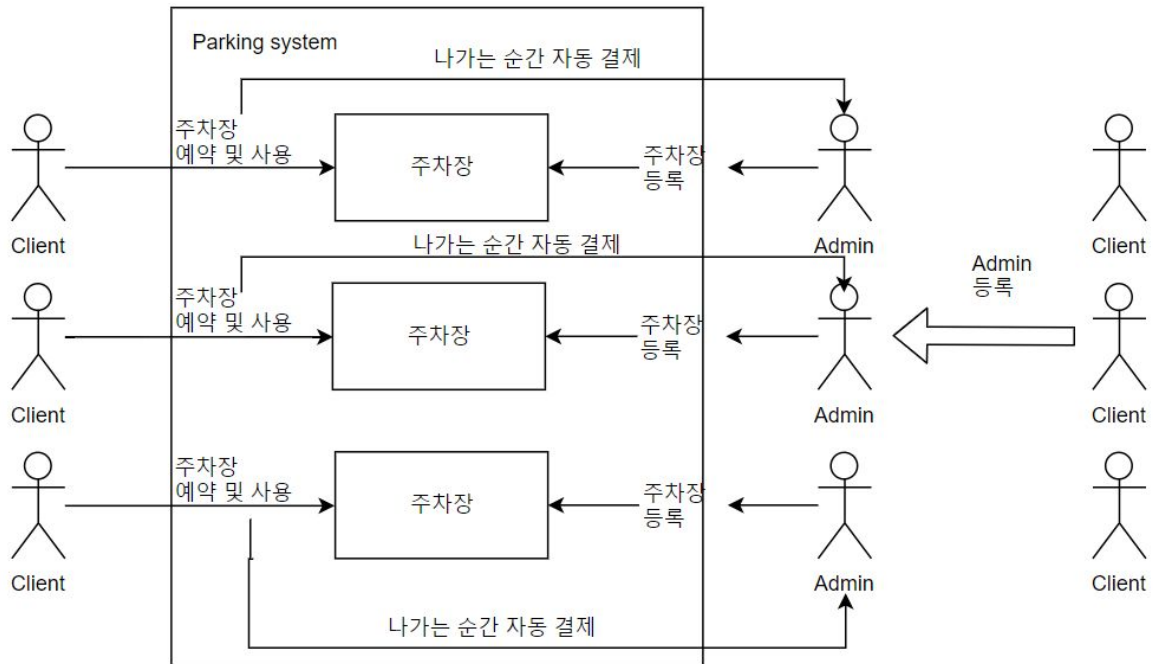 Parking system
나가는 순간 자동 결제
주차장
예약 및 사용
주차장
주차장
등록
Client
Admin
Client
나가는 순간 자동 결제
주차장
예약 및 사용
주차장
주차장
등록
Admin
등록
Client
Admin
Client
주차장
예약 및 사용
주차장
주차장
등록
Client
Admin
Client
나가는 순간 자동 결제